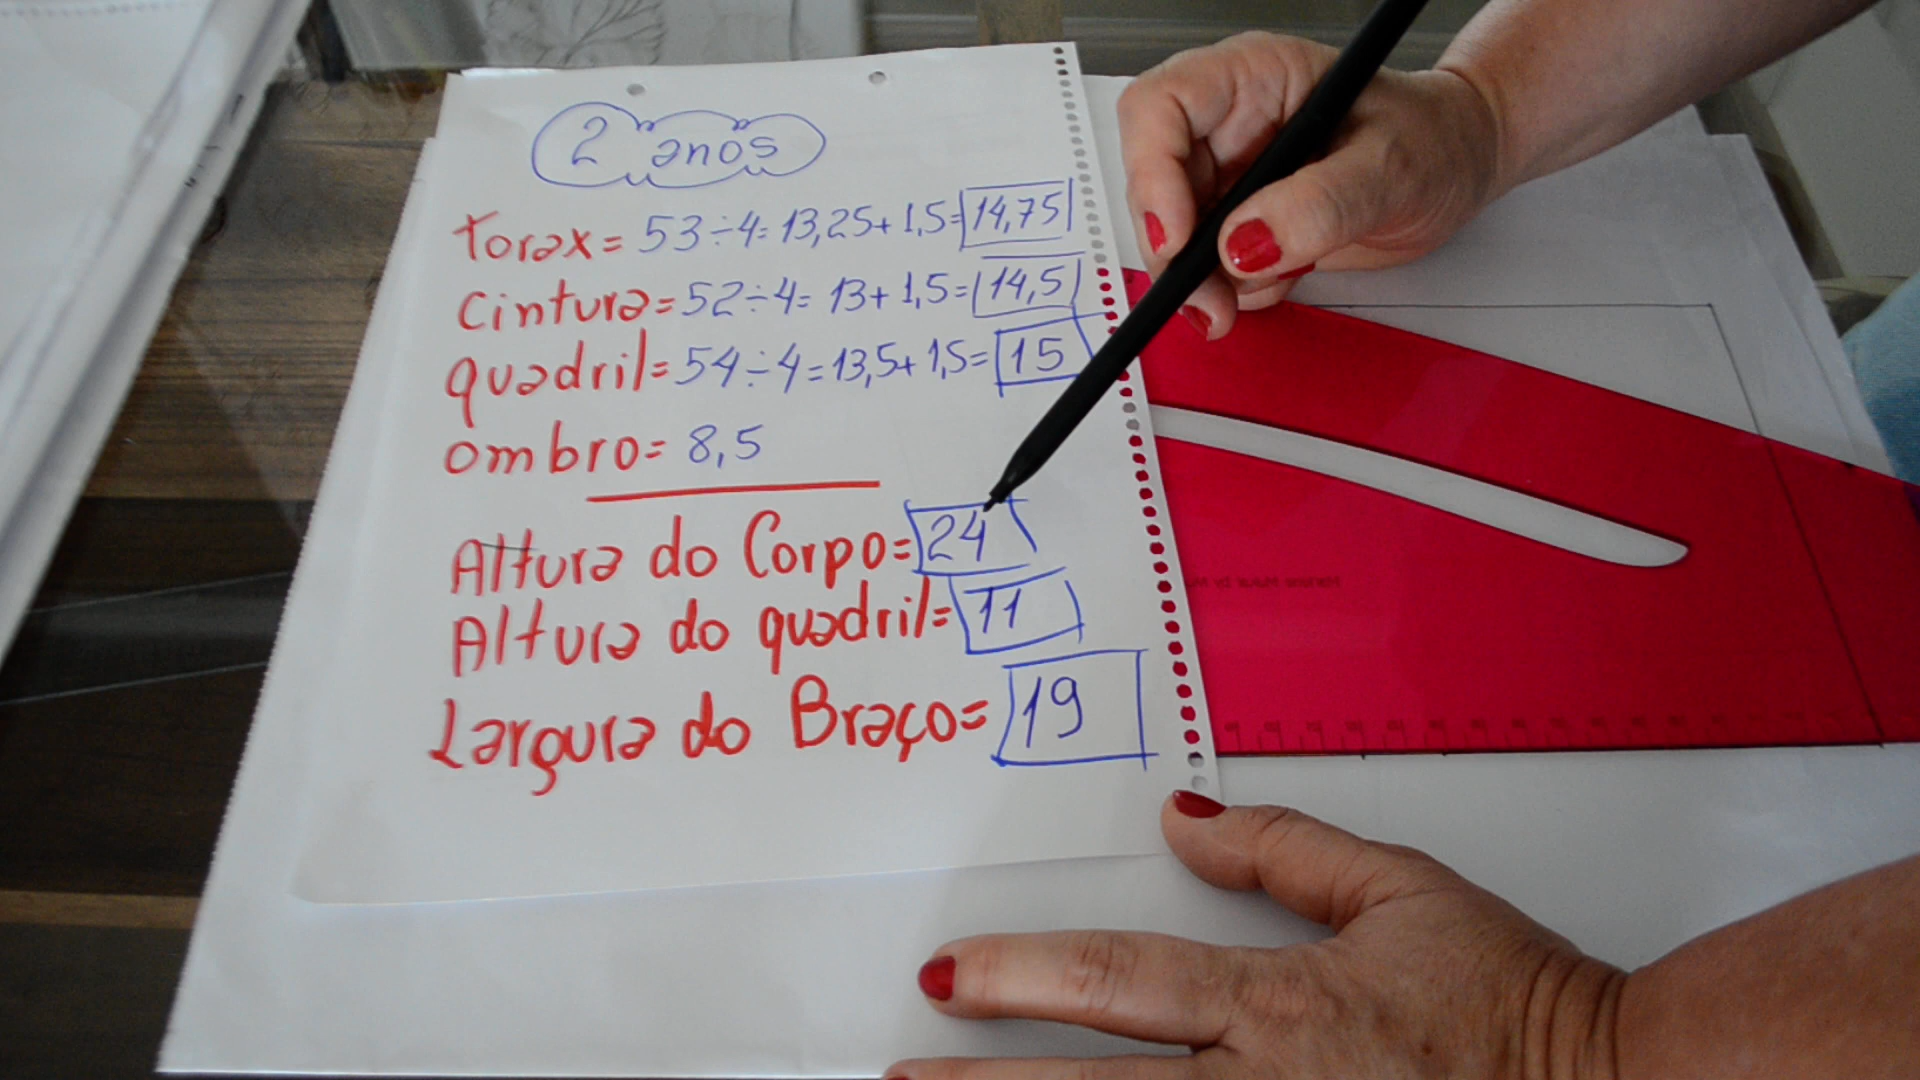 2 anos
torax = 53 ÷ 4 = 13,25 + 1,5 = 14,75
Cintura = 52 ÷ 4 = 13 + 1,5 = 14,5
quadril = 54 ÷ 4 = 13,5 + 1,5 = 15
ombro = 8,5
Altura do Corpo = 24
Altura do quadril = 11
Largura do Braço = 19